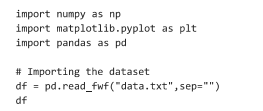 import numpy as np
import matplotlib.pyplot as plt
import pandas as pd
# Importing the dataset
df = pd.read_fwf("data.txt",sep="")
df